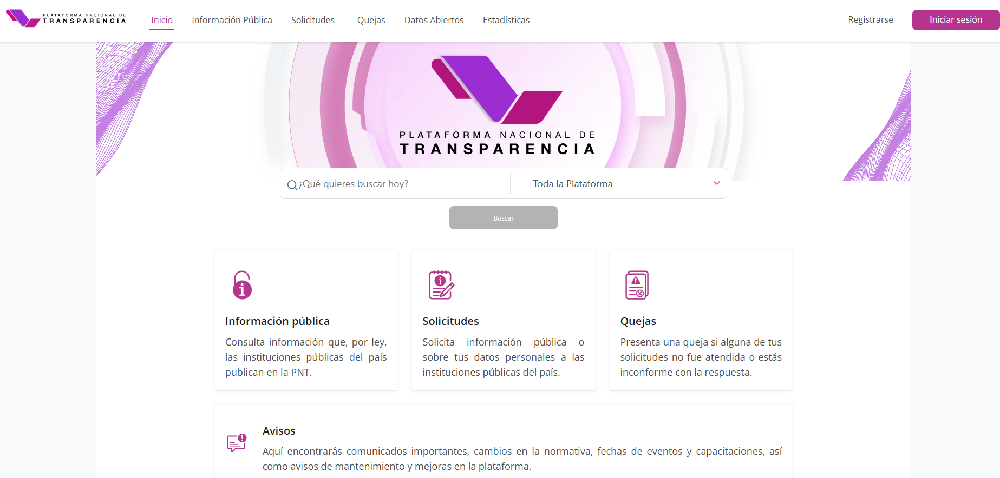 PLATAFORMA NACIONAL DE
TRANSPARENCIA
Inicio
Información Pública
Solicitudes
Quejas
Datos Abiertos
Estadísticas
Registrarse
Iniciar sesión
PLATAFORMA NACIONAL DE
TRANSPARENCIA
¿Qué quieres buscar hoy?
Toda la Plataforma
Buscar
Información pública
Consulta información que, por ley,
las instituciones públicas del país
publican en la PNT.
Solicitudes
Solicita información pública o
sobre tus datos personales a las
instituciones públicas del país.
Quejas
Presenta una queja si alguna de tus
solicitudes no fue atendida o estás
inconforme con la respuesta.
Avisos
Aquí encontrarás comunicados importantes, cambios en la normativa, fechas de eventos y capacitaciones, así
como avisos de mantenimiento y mejoras en la plataforma.